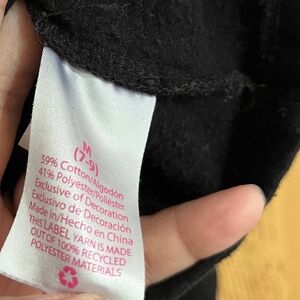 M
(7-9)
59% Cotton/Algodón
41% Polyester/Poliéster
Exclusive of Decoration
Exclusivo de Decoración
Made in/Hecho en China
THIS LABEL YARN IS MADE
OUT OF 100% RECYCLED
POLYESTER MATERIALS